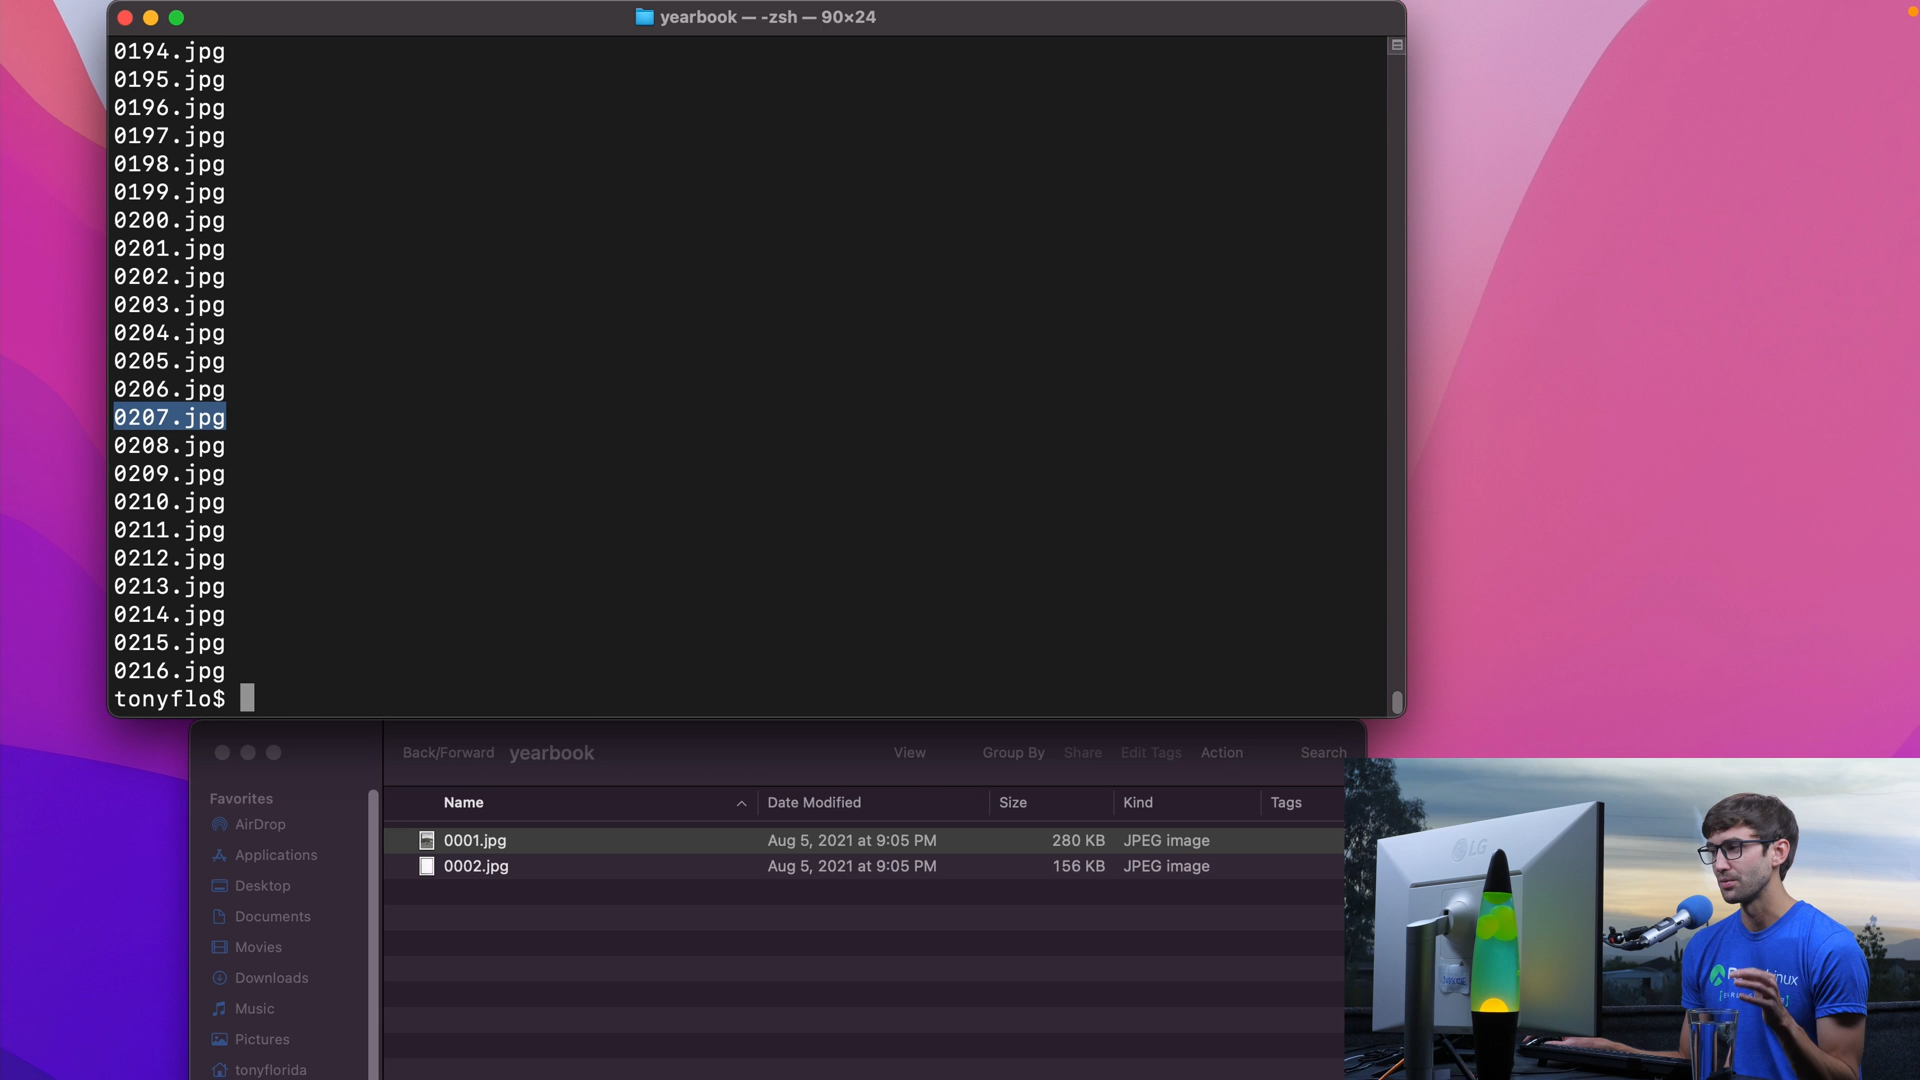 yearbook — -zsh — 90×24
0194.jpg
0195.jpg
0196.jpg
0197.jpg
0198.jpg
0199.jpg
0200.jpg
0201.jpg
0202.jpg
0203.jpg
0204.jpg
0205.jpg
0206.jpg
0207.jpg
0208.jpg
0209.jpg
0210.jpg
0211.jpg
0212.jpg
0213.jpg
0214.jpg
0215.jpg
0216.jpg
tonyflo$
Back/Forward yearbook View Group By Share Edit Tags Action Search
Favorites
AirDrop
Applications
Desktop
Documents
Movies
Downloads
Music
Pictures
tonyflorida
Name Date Modified Size Kind Tags
0001.jpg Aug 5, 2021 at 9:05 PM 280 KB JPEG image
0002.jpg Aug 5, 2021 at 9:05 PM 156 KB JPEG image
LG